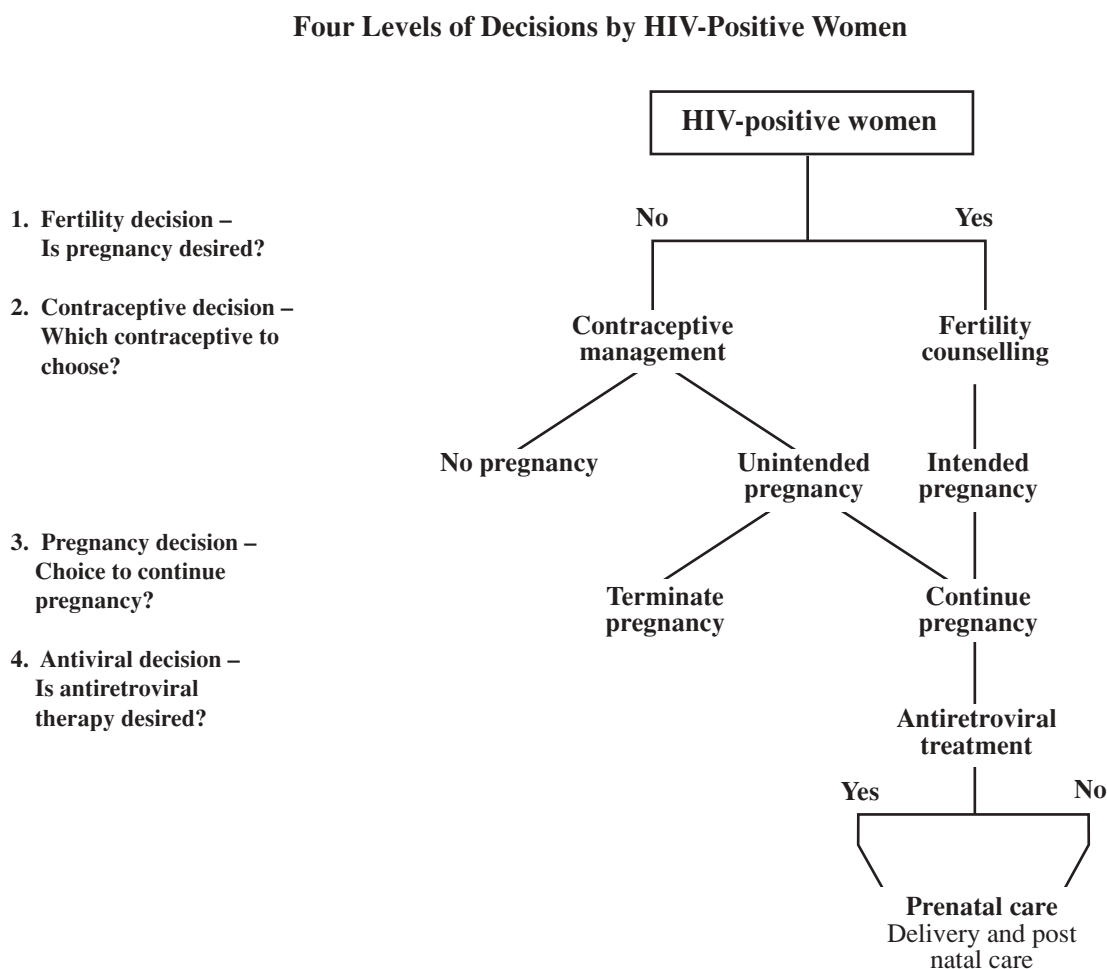 Four Levels of Decisions by HIV-Positive Women
HIV-positive women
1. Fertility decision –
Is pregnancy desired?
No
Yes
2. Contraceptive decision –
Which contraceptive to
choose?
Contraceptive
management
Fertility
counselling
No pregnancy
Unintended
pregnancy
Intended
pregnancy
3. Pregnancy decision –
Choice to continue
pregnancy?
Terminate
pregnancy
Continue
pregnancy
4. Antiviral decision –
Is antiretroviral
therapy desired?
Antiretroviral
treatment
Yes
No
Prenatal care
Delivery and post
natal care